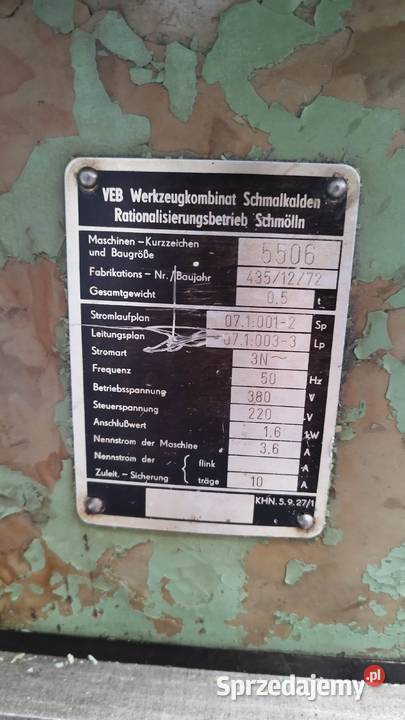 VEB Werkzeugkombinat Schmalkalden
Rationalisierungsbetrieb Schmölln
Maschinen – Kurzzeichen
und Baugröße 5506
Fabrikations – Nr./Baujahr 435/12/72
Gesamtgewicht 0.5 t
Stromlaufplan 07.1:001-2 Sp
Leitungsplan 07.1:003-3 Lp
Stromart 3N~
Frequenz 50 Hz
Betriebsspannung 380 V
Steuerspannung 220 V
Anschlußwert 1.6 kW
Nennstrom der Maschine 3.6 A
Nennstrom der { flink A
Zuleit. – Sicherung träge 10 A
KHN. 5.9.27/1
Sprzedajemy.pl